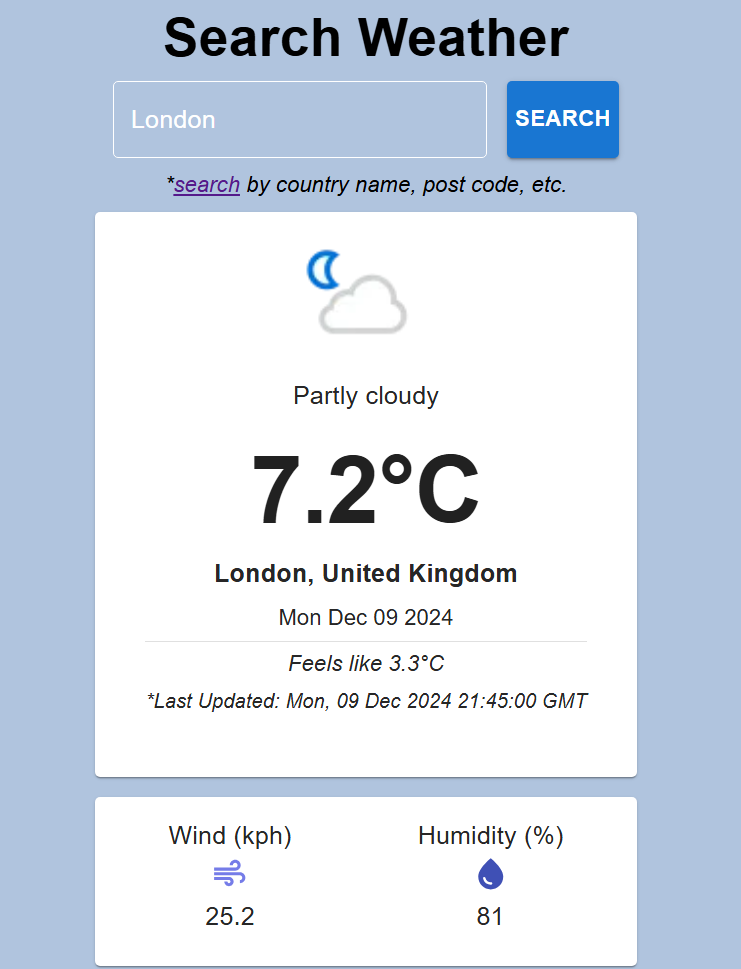 Search Weather
London
SEARCH
*search by country name, post code, etc.
Partly cloudy
7.2°C
London, United Kingdom
Mon Dec 09 2024
Feels like 3.3°C
*Last Updated: Mon, 09 Dec 2024 21:45:00 GMT
Wind (kph) Humidity (%)
25.2 81